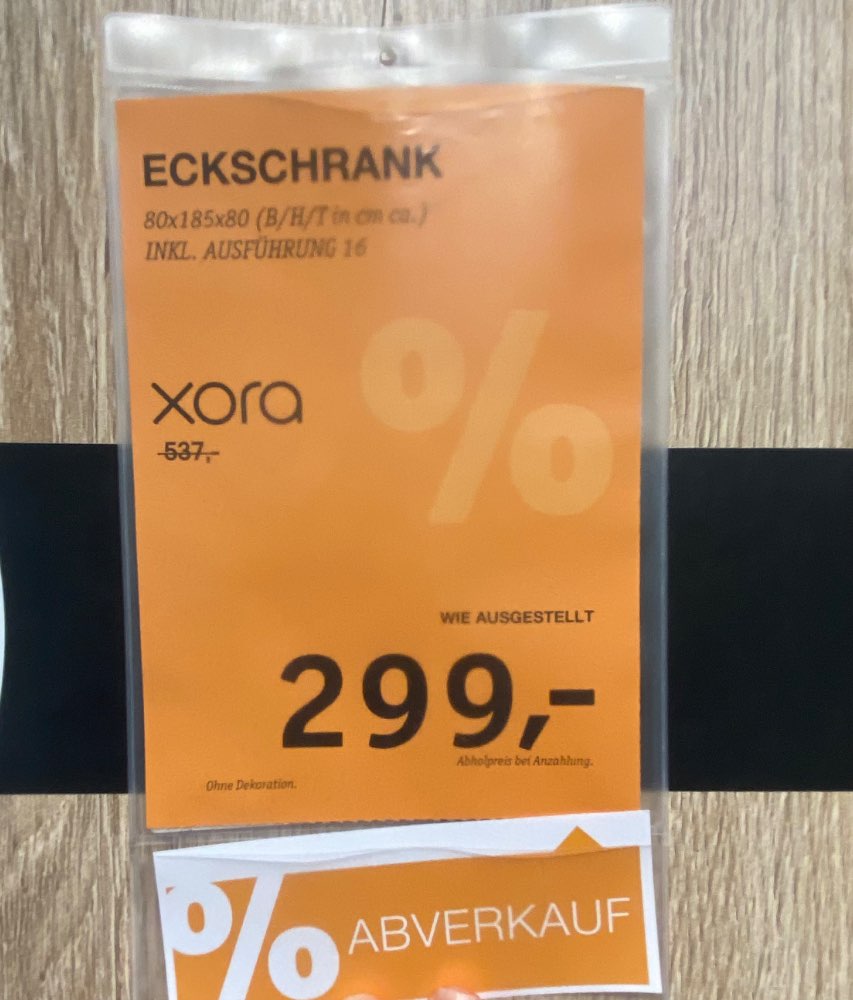 ECKSCHRANK
80x185x80 (B/H/T in cm ca.)
INKL. AUSFÜHRUNG 16
%
xora
537,-
WIE AUSGESTELLT
299,-
Abholpreis bei Anzahlung.
Ohne Dekoration.
% ABVERKAUF